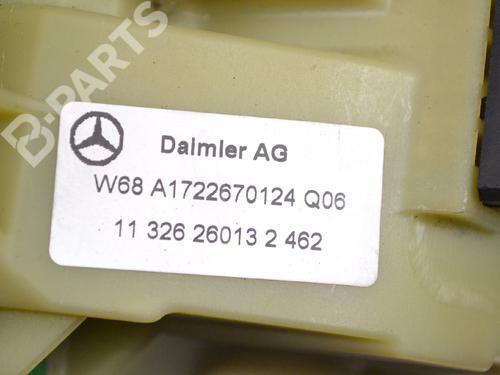 B-PARTS
Daimler AG
W68 A1722670124 Q06
11 326 26013 2 462